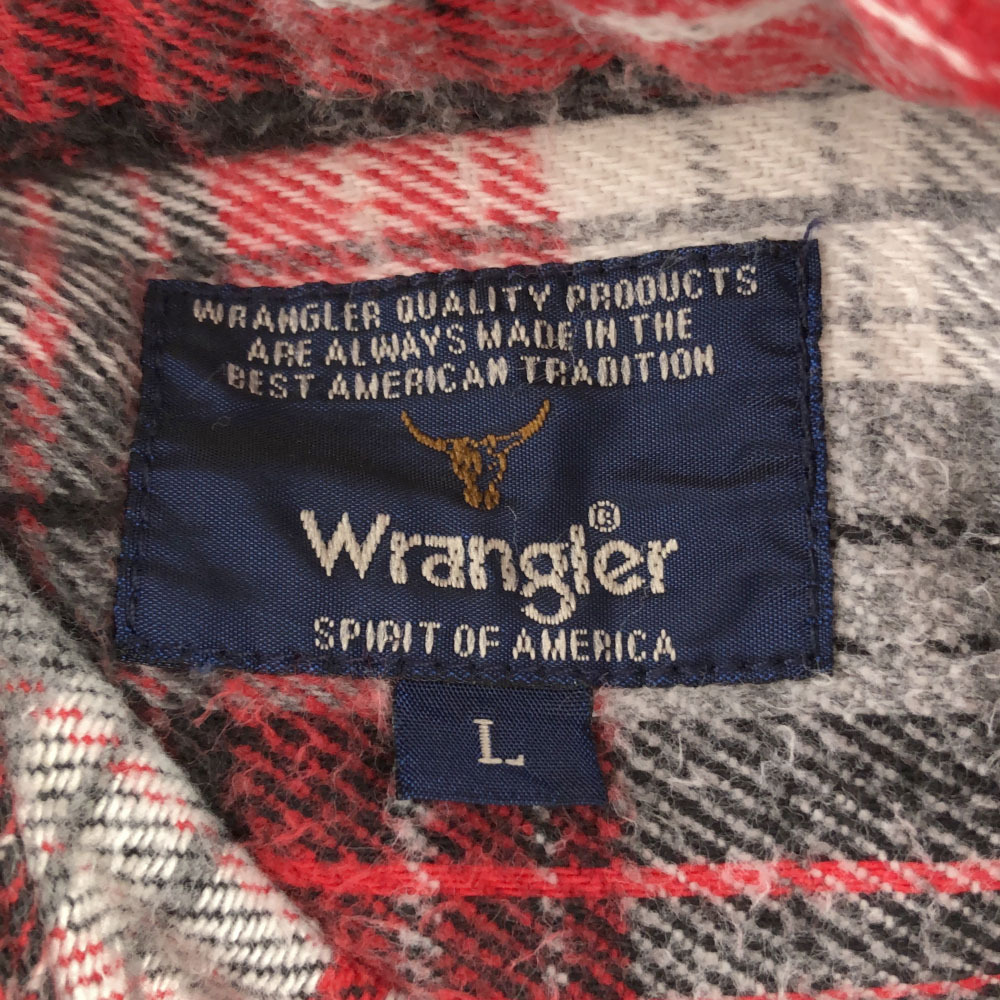 WRANGLER QUALITY PRODUCTS
ARE ALWAYS MADE IN THE
BEST AMERICAN TRADITION
Wrangler®
SPIRIT OF AMERICA
L